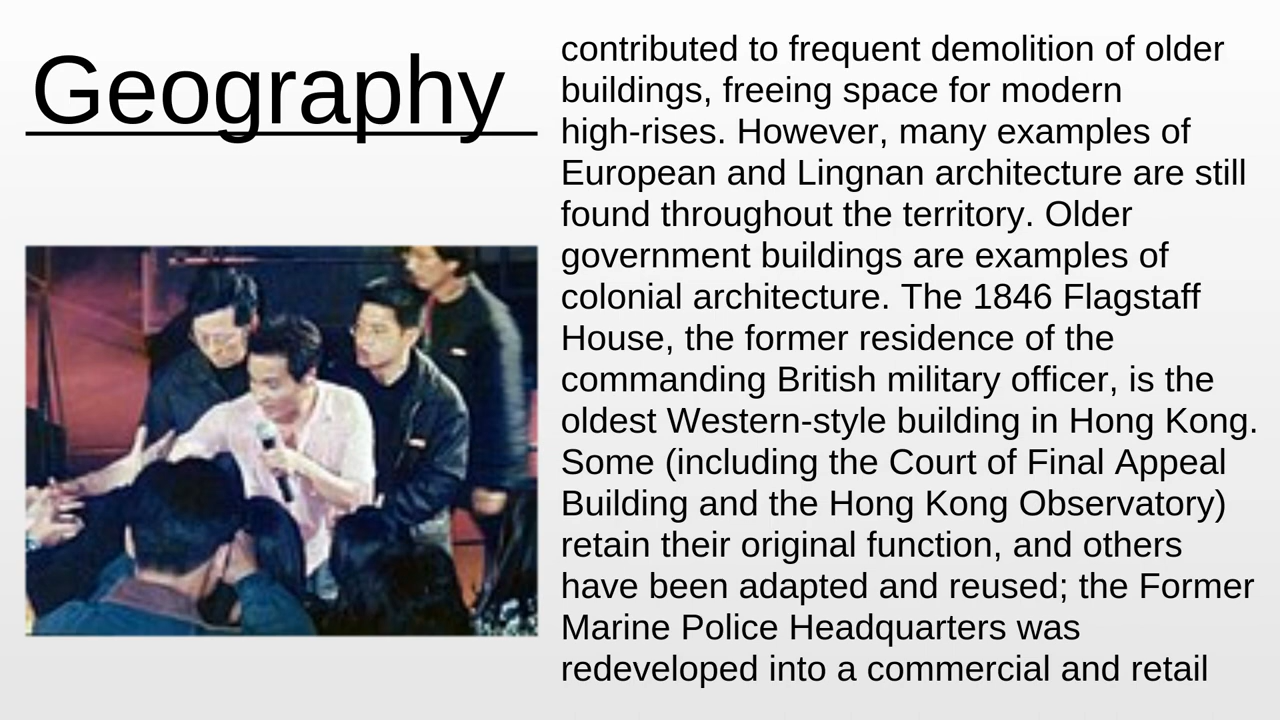 Geography
contributed to frequent demolition of older
buildings, freeing space for modern
high-rises. However, many examples of
European and Lingnan architecture are still
found throughout the territory. Older
government buildings are examples of
colonial architecture. The 1846 Flagstaff
House, the former residence of the
commanding British military officer, is the
oldest Western-style building in Hong Kong.
Some (including the Court of Final Appeal
Building and the Hong Kong Observatory)
retain their original function, and others
have been adapted and reused; the Former
Marine Police Headquarters was
redeveloped into a commercial and retail